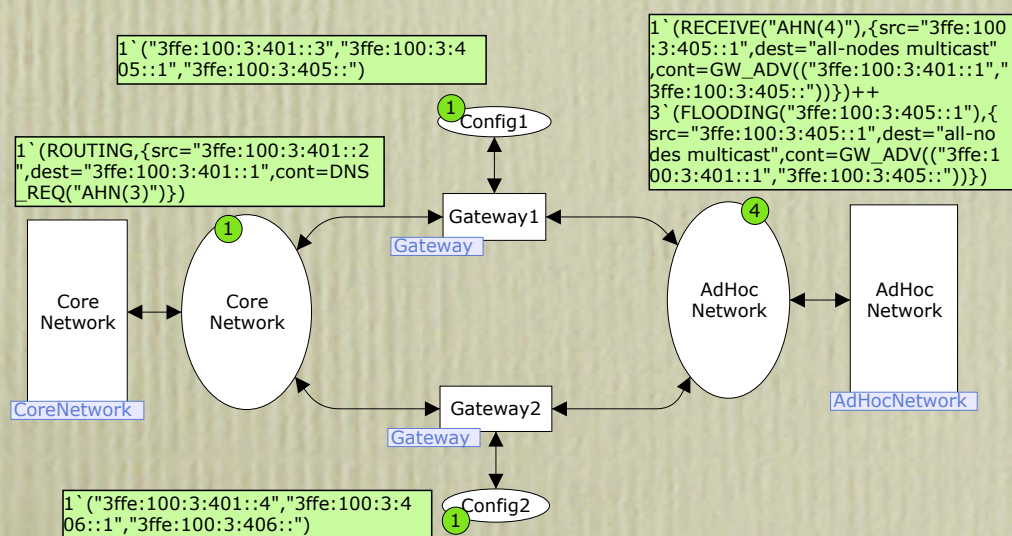 1`("3ffe:100:3:401::3","3ffe:100:3:4
05::1","3ffe:100:3:405::")
1`(RECEIVE("AHN(4)"),{src="3ffe:100
:3:405::1",dest="all-nodes multicast"
,cont=GW_ADV(("3ffe:100:3:401::1","
3ffe:100:3:405::"))})++
3`(FLOODING("3ffe:100:3:405::1"),{
src="3ffe:100:3:405::1",dest="all-no
des multicast",cont=GW_ADV(("3ffe:1
00:3:401::1","3ffe:100:3:405::"))})
1
Config1
1`(ROUTING,{src="3ffe:100:3:401::2
",dest="3ffe:100:3:401::1",cont=DNS
_REQ("AHN(3)")})
1
Gateway1
Gateway
4
Core
Network
CoreNetwork
Core
Network
AdHoc
Network
AdHoc
Network
AdHocNetwork
Gateway2
Gateway
1`("3ffe:100:3:401::4","3ffe:100:3:4
06::1","3ffe:100:3:406::")
Config2
1